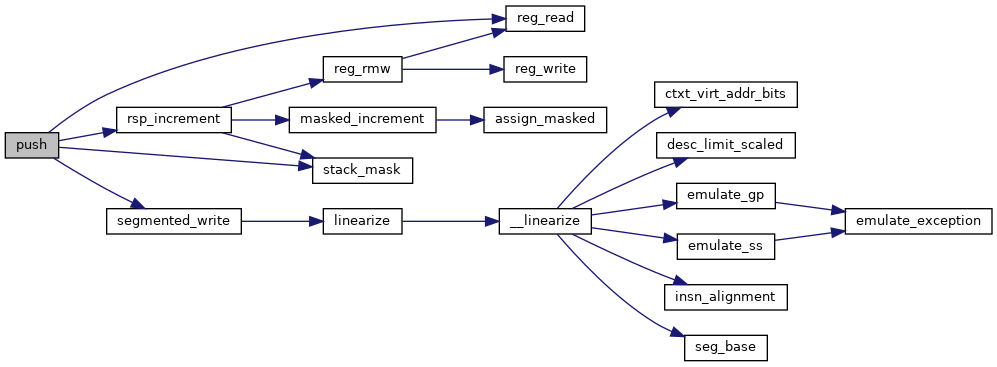 push
reg_read
rsp_increment
reg_rmw
reg_write
masked_increment
assign_masked
stack_mask
segmented_write
linearize
__linearize
ctxt_virt_addr_bits
desc_limit_scaled
emulate_gp
emulate_exception
emulate_ss
insn_alignment
seg_base